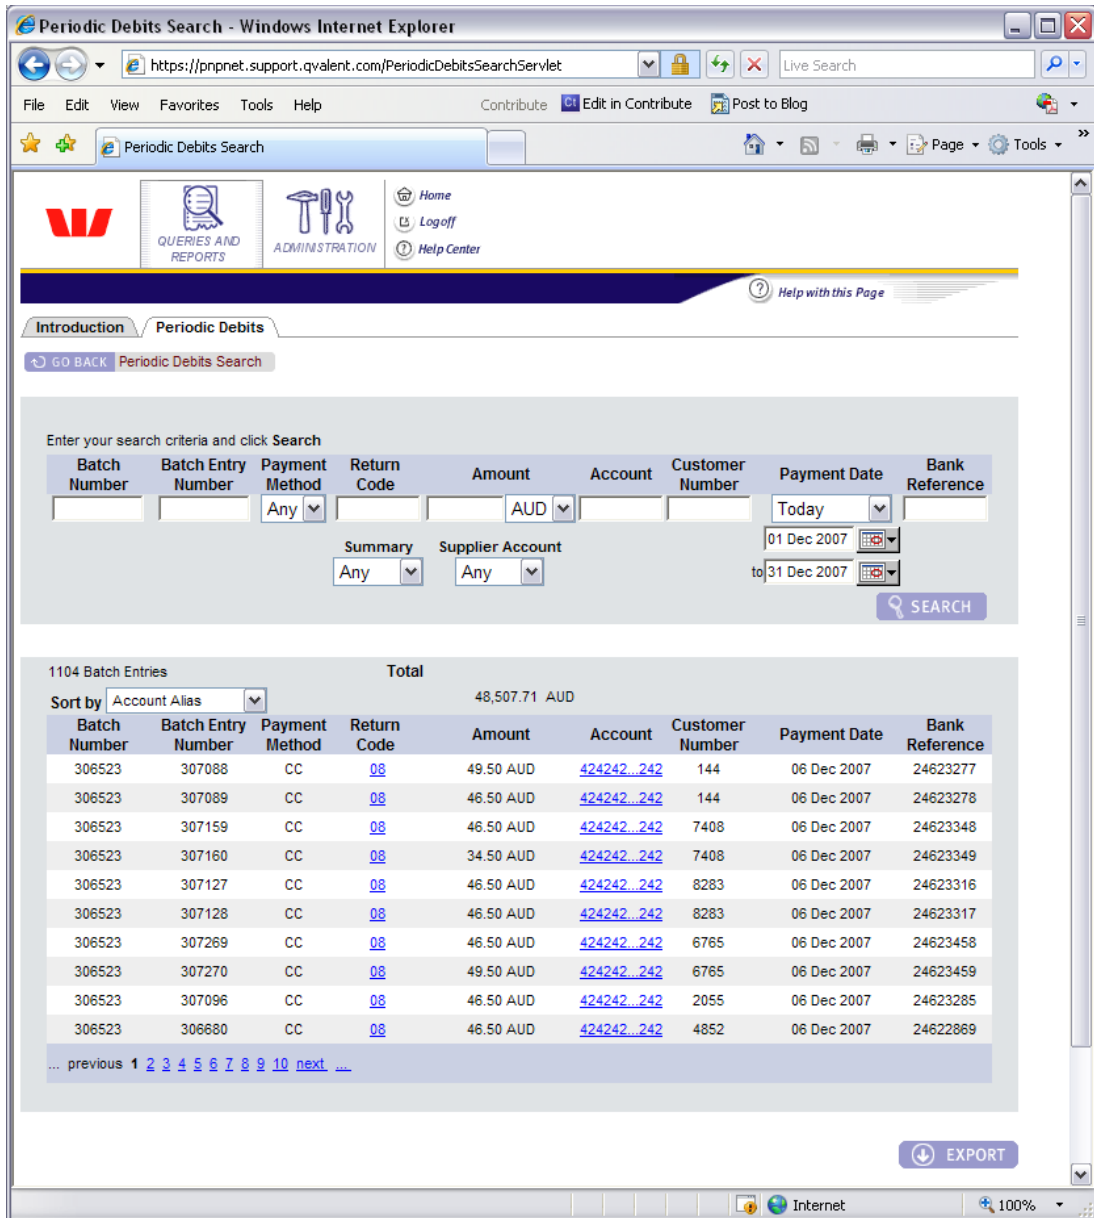 Periodic Debits Search - Windows Internet Explorer
https://pnpnet.support.qvalent.com/PeriodicDebitsSearchServlet Live Search
File Edit View Favorites Tools Help Contribute Edit in Contribute Post to Blog
Periodic Debits Search Page Tools »
QUERIES AND REPORTS
ADMINISTRATION
Home
Logoff
Help Center
Help with this Page
Introduction Periodic Debits
GO BACK Periodic Debits Search
Enter your search criteria and click Search
Batch Number Batch Entry Number Payment Method Return Code Amount Account Customer Number Payment Date Bank Reference
Any AUD Today
01 Dec 2007
Summary Supplier Account
Any Any to 31 Dec 2007
SEARCH
1104 Batch Entries Total
Sort by Account Alias 48,507.71 AUD
Batch Number Batch Entry Number Payment Method Return Code Amount Account Customer Number Payment Date Bank Reference
306523 307088 CC 08 49.50 AUD 424242...242 144 06 Dec 2007 24623277
306523 307089 CC 08 46.50 AUD 424242...242 144 06 Dec 2007 24623278
306523 307159 CC 08 46.50 AUD 424242...242 7408 06 Dec 2007 24623348
306523 307160 CC 08 34.50 AUD 424242...242 7408 06 Dec 2007 24623349
306523 307127 CC 08 46.50 AUD 424242...242 8283 06 Dec 2007 24623316
306523 307128 CC 08 46.50 AUD 424242...242 8283 06 Dec 2007 24623317
306523 307269 CC 08 46.50 AUD 424242...242 6765 06 Dec 2007 24623458
306523 307270 CC 08 49.50 AUD 424242...242 6765 06 Dec 2007 24623459
306523 307096 CC 08 46.50 AUD 424242...242 2055 06 Dec 2007 24623285
306523 306680 CC 08 46.50 AUD 424242...242 4852 06 Dec 2007 24622869
... previous 1 2 3 4 5 6 7 8 9 10 next ...
EXPORT
Internet 100%